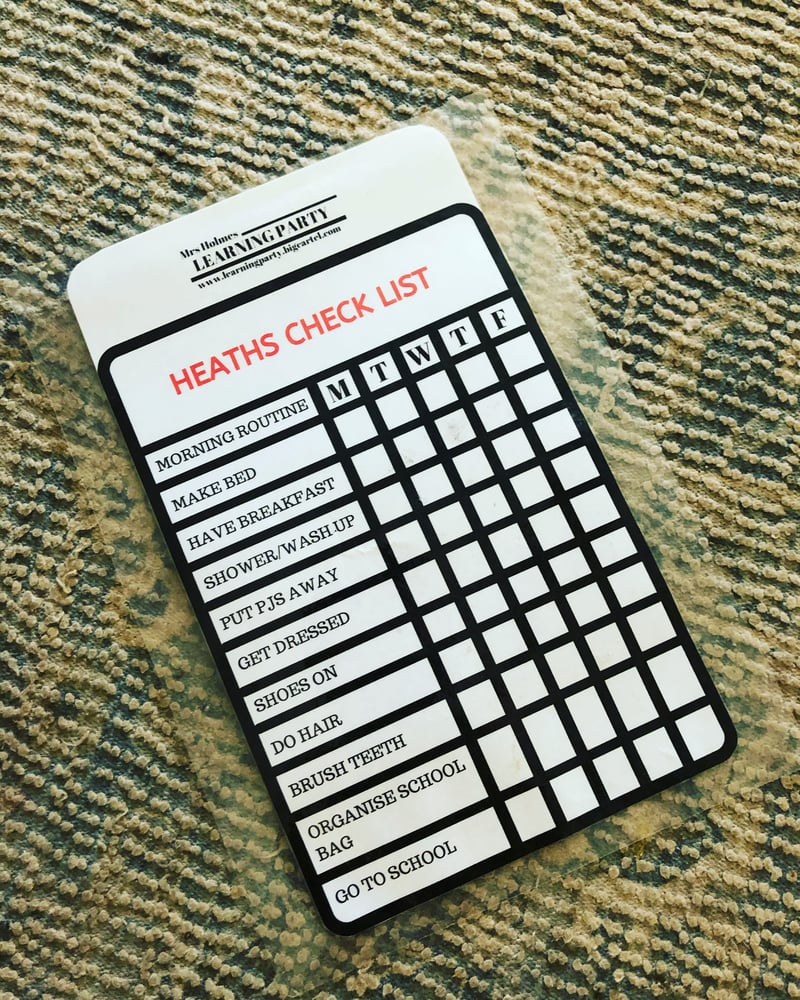 Mrs Holmes
LEARNING PARTY
www.learningparty.bigcartel.com
HEATHS CHECK LIST
MORNING ROUTINE M T W T F
MAKE BED
HAVE BREAKFAST
SHOWER/WASH UP
PUT PJS AWAY
GET DRESSED
SHOES ON
DO HAIR
BRUSH TEETH
ORGANISE SCHOOL
BAG
GO TO SCHOOL